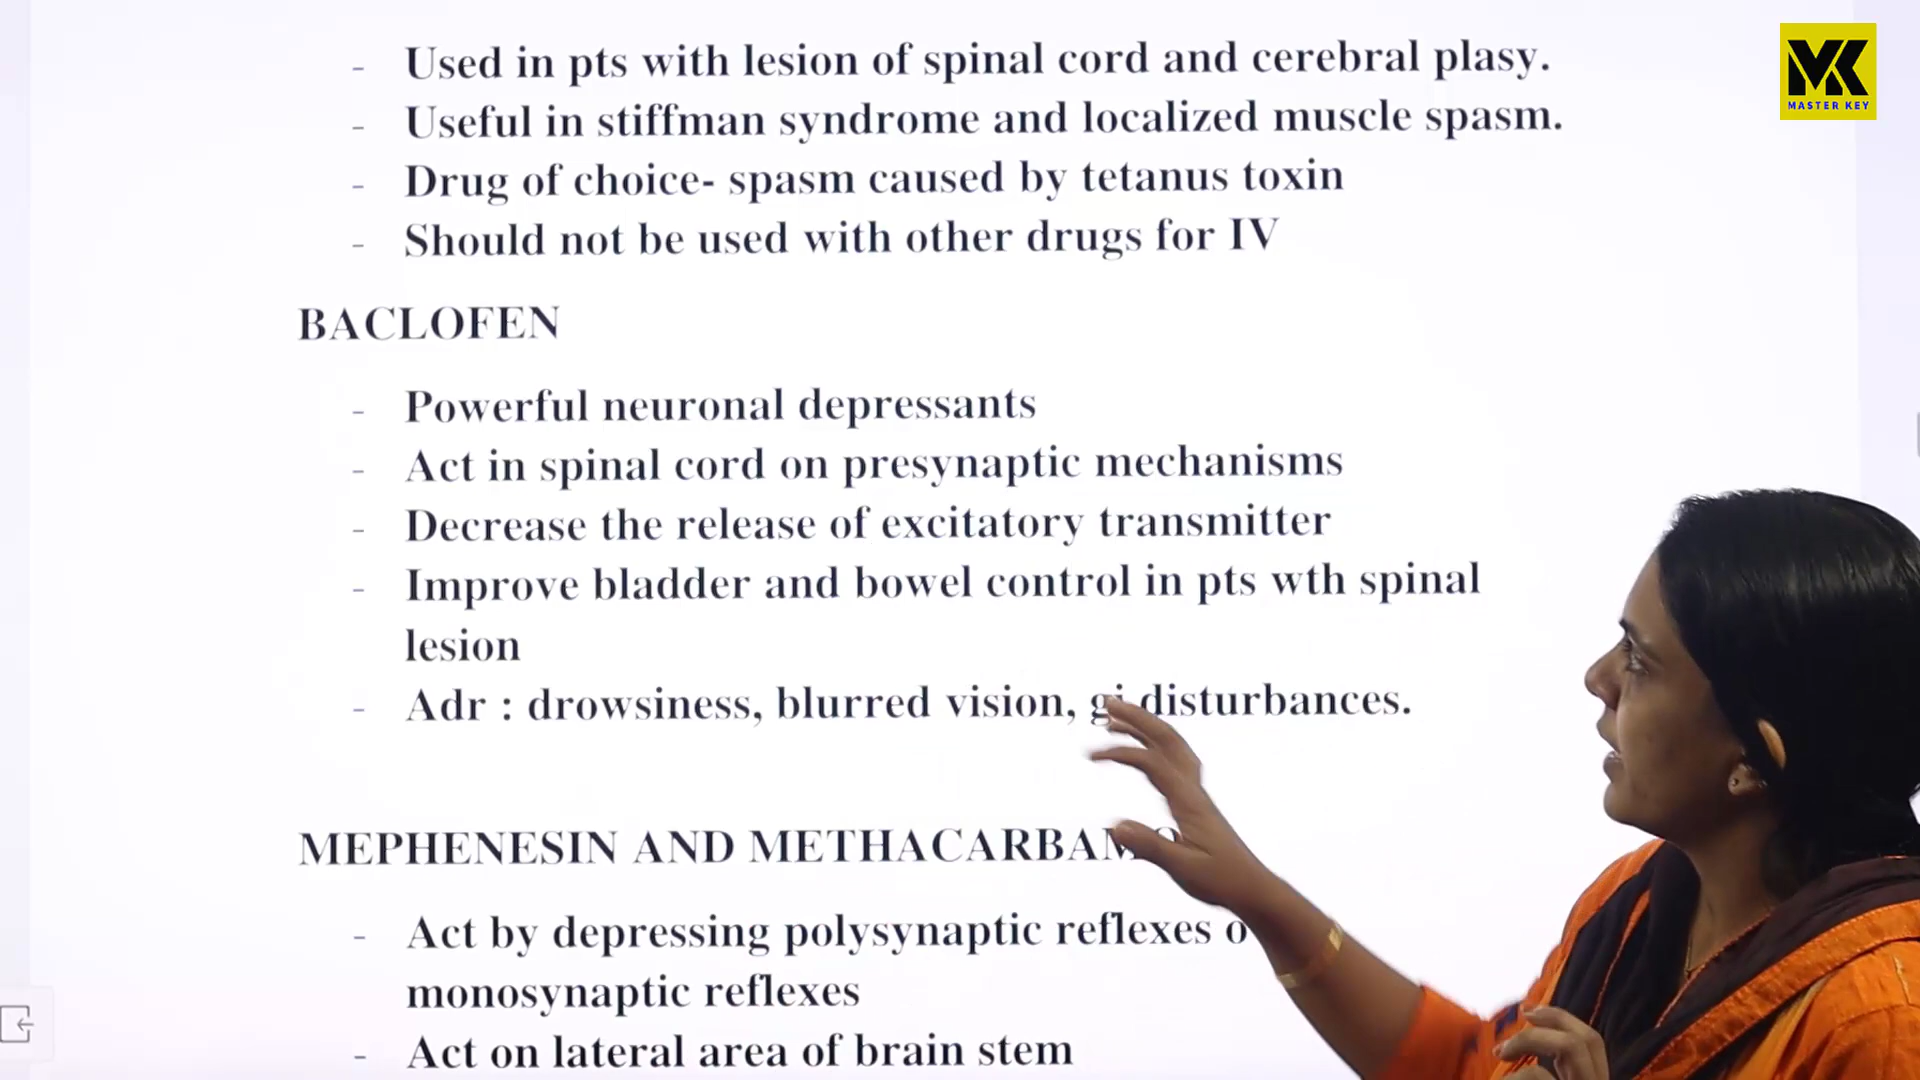 - Used in pts with lesion of spinal cord and cerebral plasy.
- Useful in stiffman syndrome and localized muscle spasm.
- Drug of choice- spasm caused by tetanus toxin
- Should not be used with other drugs for IV
MK
MASTER KEY
BACLOFEN
- Powerful neuronal depressants
- Act in spinal cord on presynaptic mechanisms
- Decrease the release of excitatory transmitter
- Improve bladder and bowel control in pts wth spinal
lesion
- Adr : drowsiness, blurred vision, gi disturbances.
MEPHENESIN AND
- Act by depressing polysynaptic reflexes
monosynaptic reflexes
- Act on lateral area of brain stem